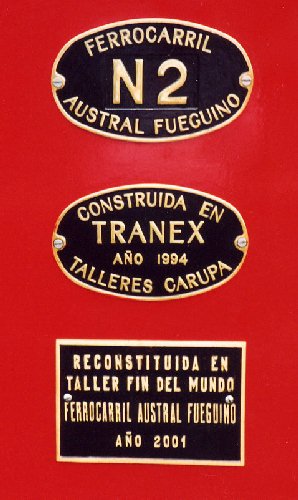 FERROCARRIL
N2
AUSTRAL FUEGUINO
CONSTRUIDA EN
TRANEX
AÑO 1994
TALLERES CARUPA
RECONSTITUIDA EN
TALLER FIN DEL MUNDO
FERROCARRIL AUSTRAL FUEGUINO
AÑO 2001